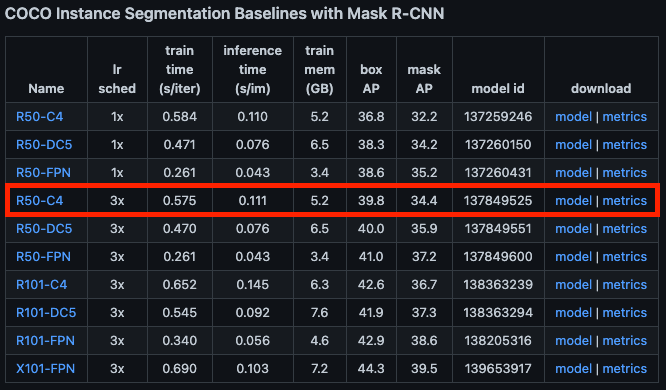 COCO Instance Segmentation Baselines with Mask R-CNN
Name lr sched train time (s/iter) inference time (s/im) train mem (GB) box AP mask AP model id download
R50-C4 1x 0.584 0.110 5.2 36.8 32.2 137259246 model | metrics
R50-DC5 1x 0.471 0.076 6.5 38.3 34.2 137260150 model | metrics
R50-FPN 1x 0.261 0.043 3.4 38.6 35.2 137260431 model | metrics
R50-C4 3x 0.575 0.111 5.2 39.8 34.4 137849525 model | metrics
R50-DC5 3x 0.470 0.076 6.5 40.0 35.9 137849551 model | metrics
R50-FPN 3x 0.261 0.043 3.4 41.0 37.2 137849600 model | metrics
R101-C4 3x 0.652 0.145 6.3 42.6 36.7 138363239 model | metrics
R101-DC5 3x 0.545 0.092 7.6 41.9 37.3 138363294 model | metrics
R101-FPN 3x 0.340 0.056 4.6 42.9 38.6 138205316 model | metrics
X101-FPN 3x 0.690 0.103 7.2 44.3 39.5 139653917 model | metrics